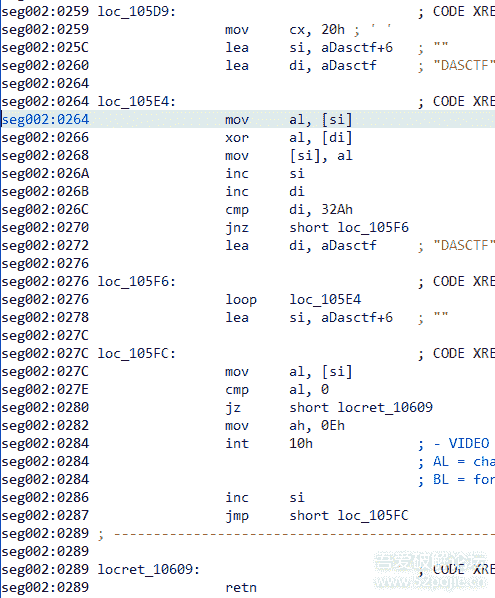 seg002:0259 loc_105D9: ; CODE XRE
seg002:0259 mov cx, 20h ; ' '
seg002:025C lea si, aDasctf+6 ; ""
seg002:0260 lea di, aDasctf ; "DASCTF"
seg002:0264
seg002:0264 loc_105E4: ; CODE XRE
seg002:0264 mov al, [si]
seg002:0266 xor al, [di]
seg002:0268 mov [si], al
seg002:026A inc si
seg002:026B inc di
seg002:026C cmp di, 32Ah
seg002:0270 jnz short loc_105F6
seg002:0272 lea di, aDasctf ; "DASCTF"
seg002:0276
seg002:0276 loc_105F6: ; CODE XRE
seg002:0276 loop loc_105E4
seg002:0278 lea si, aDasctf+6 ; ""
seg002:027C
seg002:027C loc_105FC: ; CODE XRE
seg002:027C mov al, [si]
seg002:027E cmp al, 0
seg002:0280 jz short locret_10609
seg002:0282 mov ah, 0Eh
seg002:0284 int 10h ; - VIDEO
seg002:0284 ; AL = cha
seg002:0284 ; BL = for
seg002:0286 inc si
seg002:0287 jmp short loc_105FC
seg002:0289 ; ---------------------------------------------------
seg002:0289
seg002:0289 locret_10609: ; CODE XRE
seg002:0289 retn
吾爱破解论坛
www.52pojie.cn